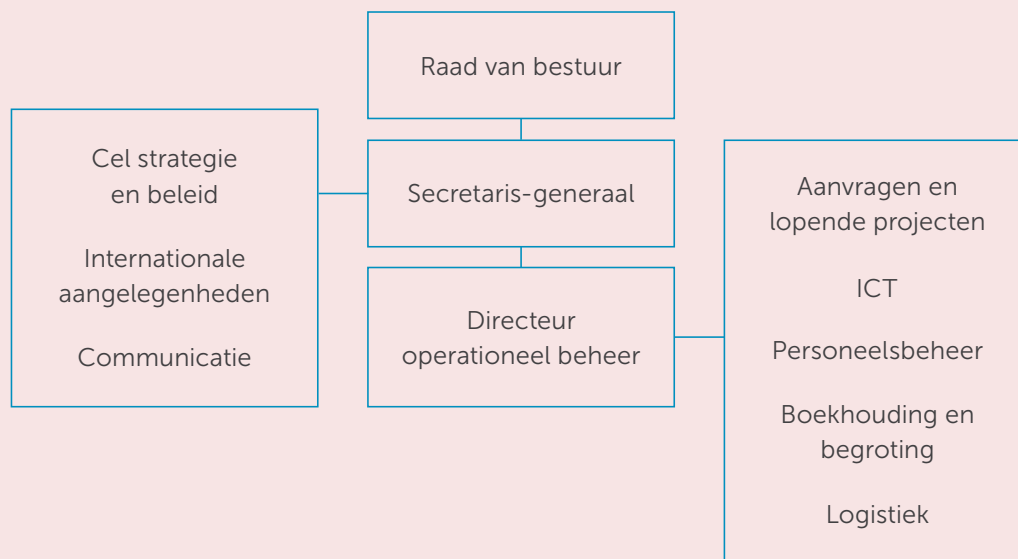 Raad van bestuur
Cel strategie
en beleid
Internationale
aangelegenheden
Communicatie
Secretaris-generaal
Directeur
operationeel beheer
Aanvragen en
lopende projecten
ICT
Personeelsbeheer
Boekhouding en
begroting
Logistiek